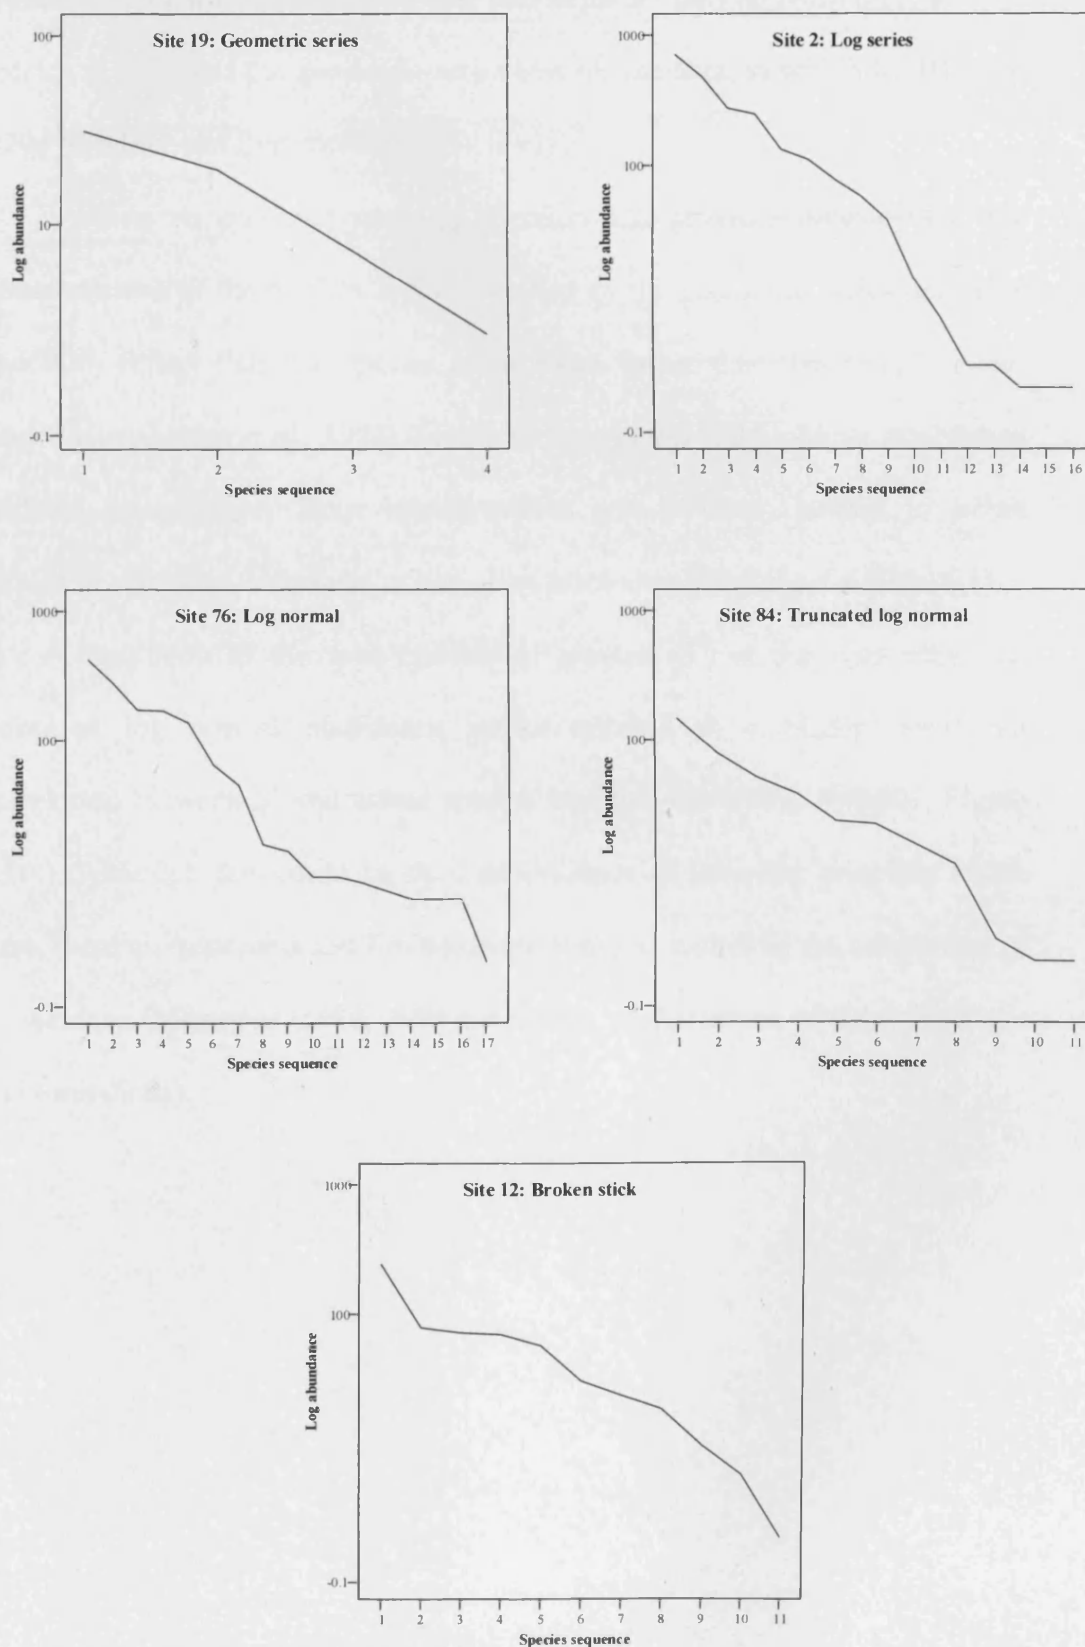 Site 19: Geometric series
100
10
-0.1
Log abundance
1 2 3 4
Species sequence
Site 2: Log series
1000
100
-0.1
Log abundance
1 2 3 4 5 6 7 8 9 10 11 12 13 14 15 16
Species sequence
Site 76: Log normal
1000
100
-0.1
Log abundance
1 2 3 4 5 6 7 8 9 10 11 12 13 14 15 16 17
Species sequence
Site 84: Truncated log normal
1000
100
-0.1
Log abundance
1 2 3 4 5 6 7 8 9 10 11
Species sequence
Site 12: Broken stick
1000
100
-0.1
Log abundance
1 2 3 4 5 6 7 8 9 10 11
Species sequence